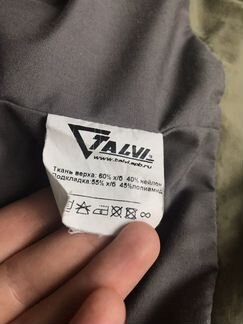 TALVI®
www.talvi.spb.ru
Ткань верха: 60% х/б 40% нейлон
Подкладка:55% х/б 45%полиамид